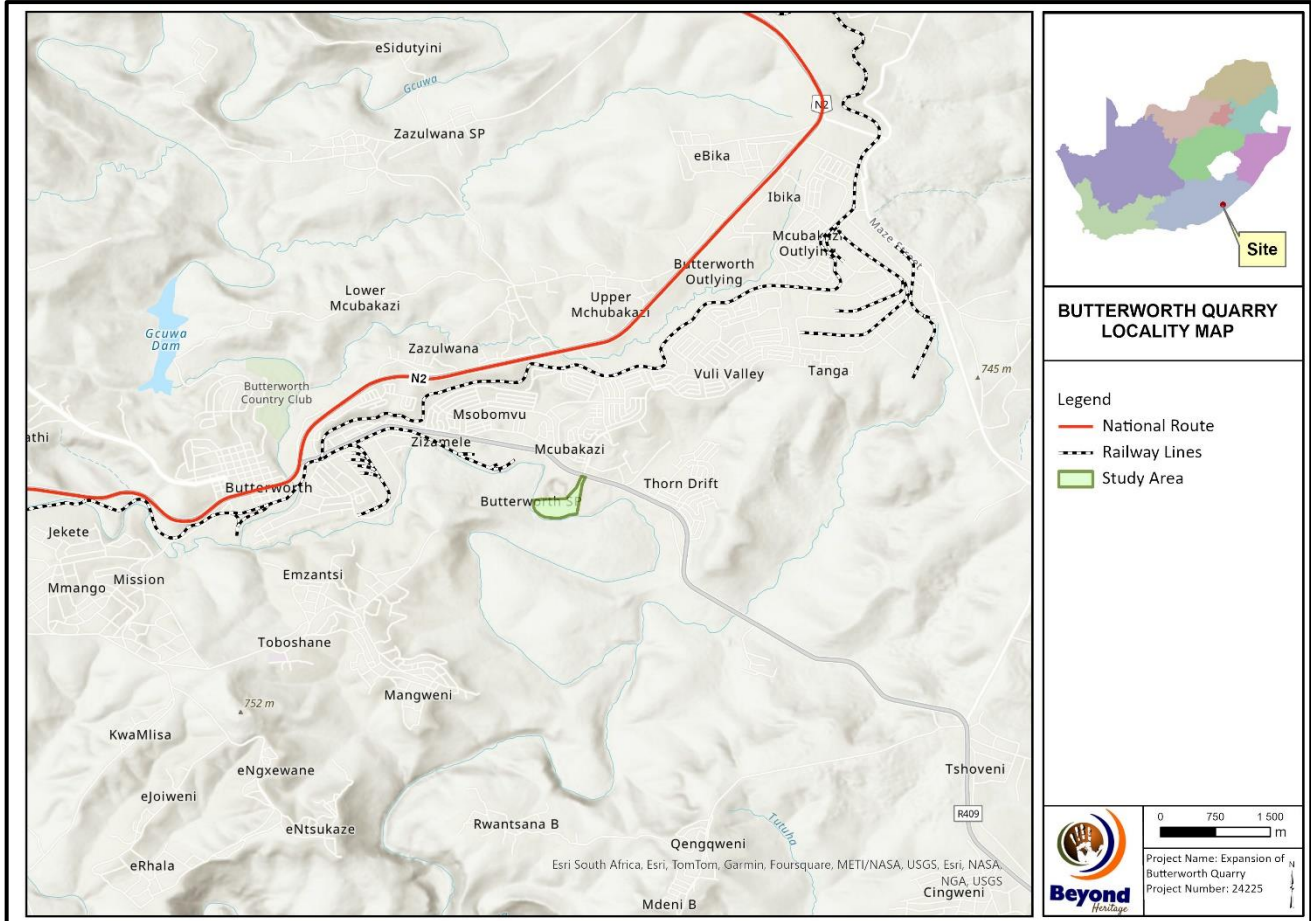 eSidutyini
Gcuwa
N2
Zazulwana SP
eBika
Ibika
Mcubakazi
Outlying
Butterworth
Outlying
Lower
Mcubakazi
Upper
Mchubakazi
Gcuwa
Dam
Zazulwana
745 m
Butterworth
Country Club
N2
Vuli Valley
Tanga
Msobomvu
athi
Zizamele
Mcubakazi
Butterworth
Thorn Drift
Butterworth SP
Jekete
Mmango
Mission
Emzantsi
Toboshane
Mangweni
752 m
KwaMlisa
eNgxewane
eJoiweni
eNtsukaze
Tshoveni
R409
Rwantsana B
Tutuha
Qengqweni
eRhala
Esri South Africa, Esri, TomTom, Garmin, Foursquare, METI/NASA, USGS, Esri, NASA,
NGA, USGS
Cingweni
Mdeni B
Site
BUTTERWORTH QUARRY
LOCALITY MAP
Legend
National Route
Railway Lines
Study Area
Beyond
Heritage
0 750 1 500
m
Project Name: Expansion of
Butterworth Quarry
Project Number: 24225
N